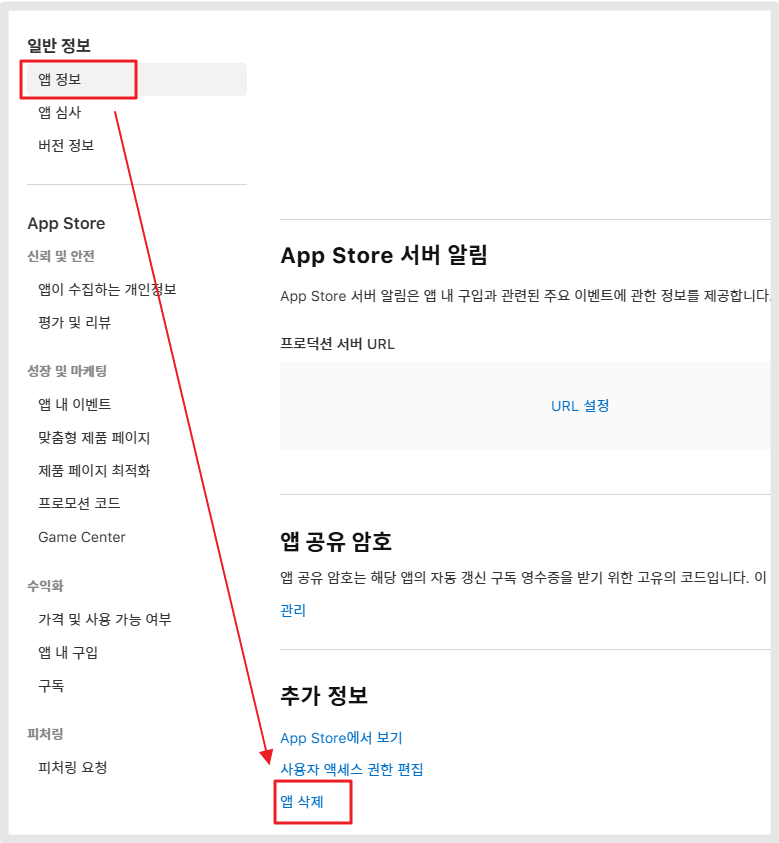 일반 정보
앱 정보
앱 심사
버전 정보
App Store
신뢰 및 안전
앱이 수집하는 개인정보
평가 및 리뷰
성장 및 마케팅
앱 내 이벤트
맞춤형 제품 페이지
제품 페이지 최적화
프로모션 코드
Game Center
수익화
가격 및 사용 가능 여부
앱 내 구입
구독
피처링
피처링 요청
App Store 서버 알림
App Store 서버 알림은 앱 내 구입과 관련된 주요 이벤트에 관한 정보를 제공합니다.
프로덕션 서버 URL
URL 설정
앱 공유 암호
앱 공유 암호는 해당 앱의 자동 갱신 구독 영수증을 받기 위한 고유의 코드입니다. 이
관리
추가 정보
App Store에서 보기
사용자 액세스 권한 편집
앱 삭제